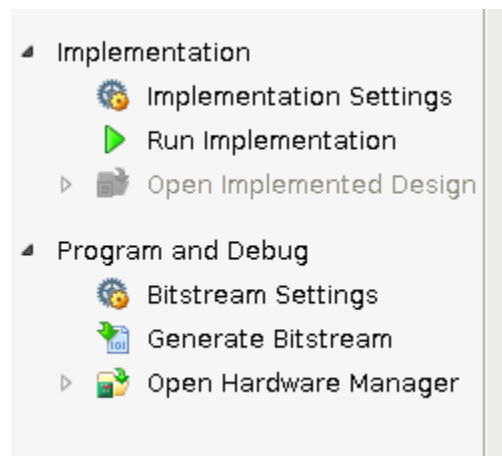 Implementation
Implementation Settings
Run Implementation
Open Implemented Design
Program and Debug
Bitstream Settings
Generate Bitstream
Open Hardware Manager